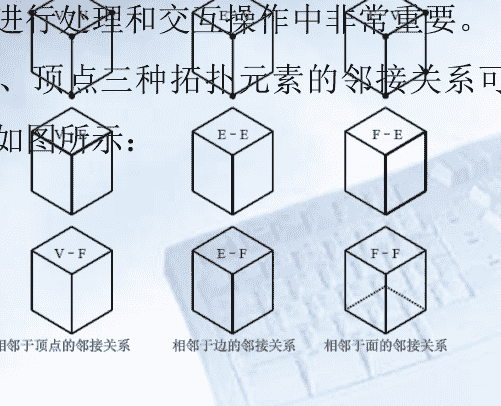 进行处理和交互操作中非常重要。
、顶点三种拓扑元素的邻接关系可
如图所示：
E-E
F-E
V-F
E-F
F-F
相邻于顶点的邻接关系
相邻于边的邻接关系
相邻于面的邻接关系